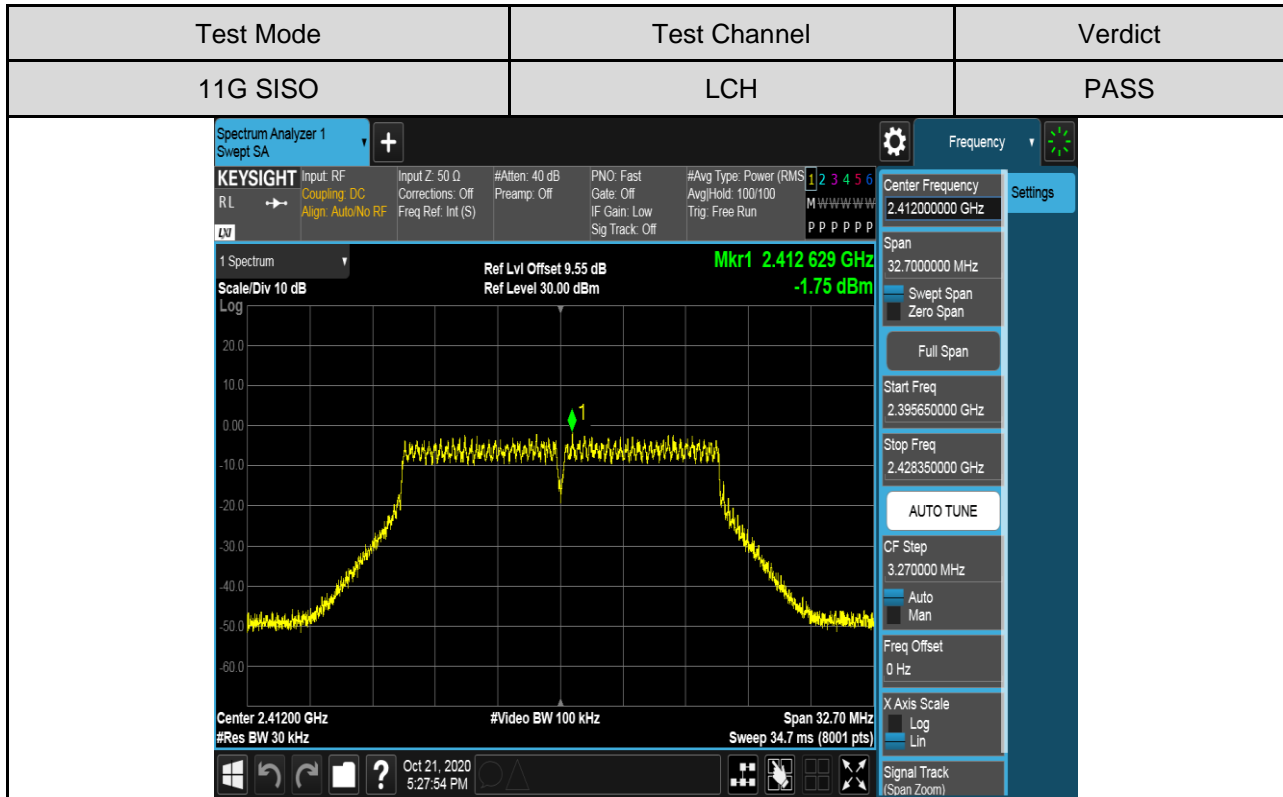 Test Mode Test Channel Verdict
11G SISO LCH PASS
Spectrum Analyzer 1
Swept SA
+
Frequency
KEYSIGHT
RL
LXI
Input: RF
Coupling: DC
Align: Auto/No RF
Input Z: 50 Ω
Corrections: Off
Freq Ref: Int (S)
#Atten: 40 dB
Preamp: Off
PNO: Fast
Gate: Off
IF Gain: Low
Sig Track: Off
#Avg Type: Power (RMS
Avg|Hold: 100/100
Trig: Free Run
1 2 3 4 5 6
M W W W W W
P P P P P P
1 Spectrum
Scale/Div 10 dB
Log
Ref Lvl Offset 9.55 dB
Ref Level 30.00 dBm
Mkr1 2.412 629 GHz
-1.75 dBm
20.0
10.0
0.00
-10.0
-20.0
-30.0
-40.0
-50.0
-60.0
1
Center 2.41200 GHz
#Res BW 30 kHz
#Video BW 100 kHz
Span 32.70 MHz
Sweep 34.7 ms (8001 pts)
Center Frequency
2.412000000 GHz
Settings
Span
32.7000000 MHz
Swept Span
Zero Span
Full Span
Start Freq
2.395650000 GHz
Stop Freq
2.428350000 GHz
AUTO TUNE
CF Step
3.270000 MHz
Auto
Man
Freq Offset
0 Hz
X Axis Scale
Log
Lin
Signal Track
(Span Zoom)
?
Oct 21, 2020
5:27:54 PM